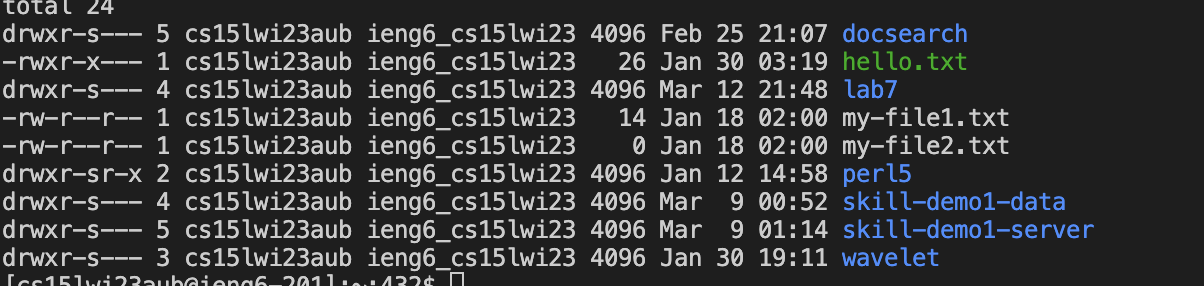 total 24
drwxr-s--- 5 cs15lwi23aub ieng6_cs15lwi23 4096 Feb 25 21:07 docsearch
-rwxr-x--- 1 cs15lwi23aub ieng6_cs15lwi23   26 Jan 30 03:19 hello.txt
drwxr-s--- 4 cs15lwi23aub ieng6_cs15lwi23 4096 Mar 12 21:48 lab7
-rw-r--r-- 1 cs15lwi23aub ieng6_cs15lwi23   14 Jan 18 02:00 my-file1.txt
-rw-r--r-- 1 cs15lwi23aub ieng6_cs15lwi23    0 Jan 18 02:00 my-file2.txt
drwxr-sr-x 2 cs15lwi23aub ieng6_cs15lwi23 4096 Jan 12 14:58 perl5
drwxr-s--- 4 cs15lwi23aub ieng6_cs15lwi23 4096 Mar  9 00:52 skill-demo1-data
drwxr-s--- 5 cs15lwi23aub ieng6_cs15lwi23 4096 Mar  9 01:14 skill-demo1-server
drwxr-s--- 3 cs15lwi23aub ieng6_cs15lwi23 4096 Jan 30 19:11 wavelet
[cs15lwi23aub@ieng6-201]:~:432$